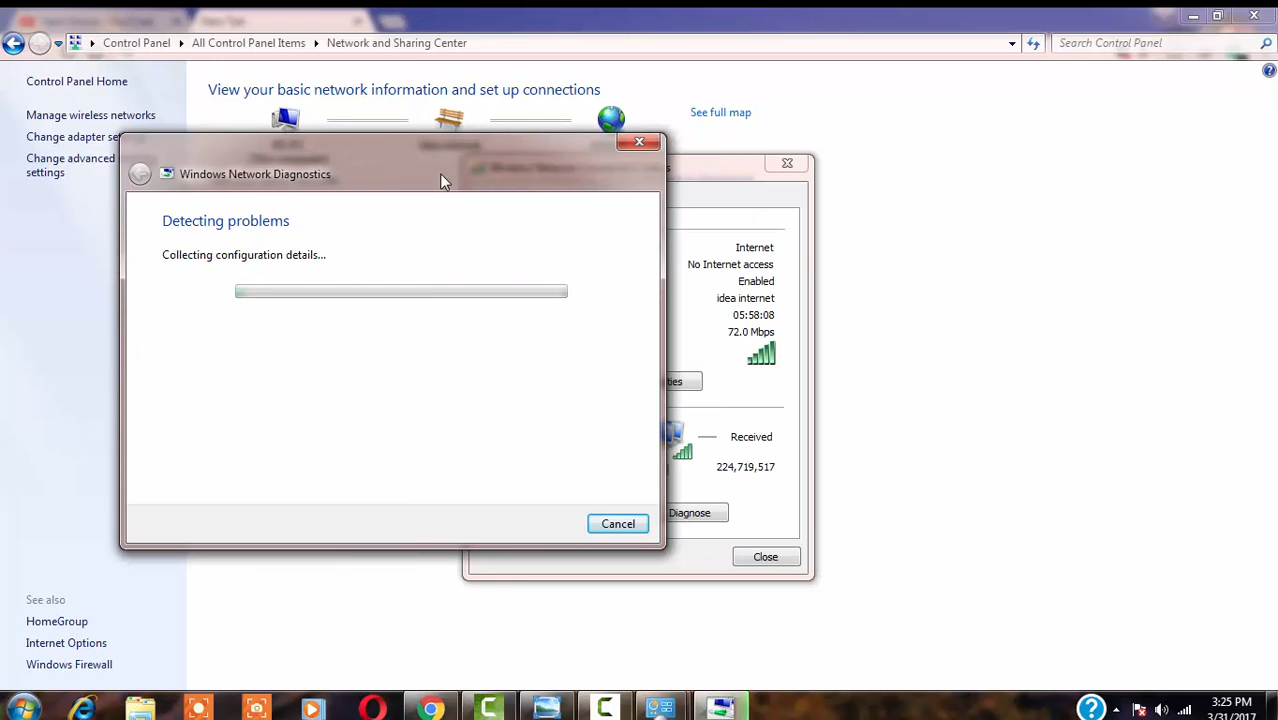 Control Panel
All Control Panel Items
Network and Sharing Center
Search Control Panel
Control Panel Home
View your basic network information and set up connections
Manage wireless networks
See full map
Change adapter
Change advanced
settings
Windows Network Diagnostics
Detecting problems
Collecting configuration details...
Cancel
Internet
No Internet access
Enabled
idea internet
05:58:08
72.0 Mbps
ties
Received
224,719,517
Diagnose
Close
See also
HomeGroup
Internet Options
Windows Firewall
3:25 PM
3/31/2017